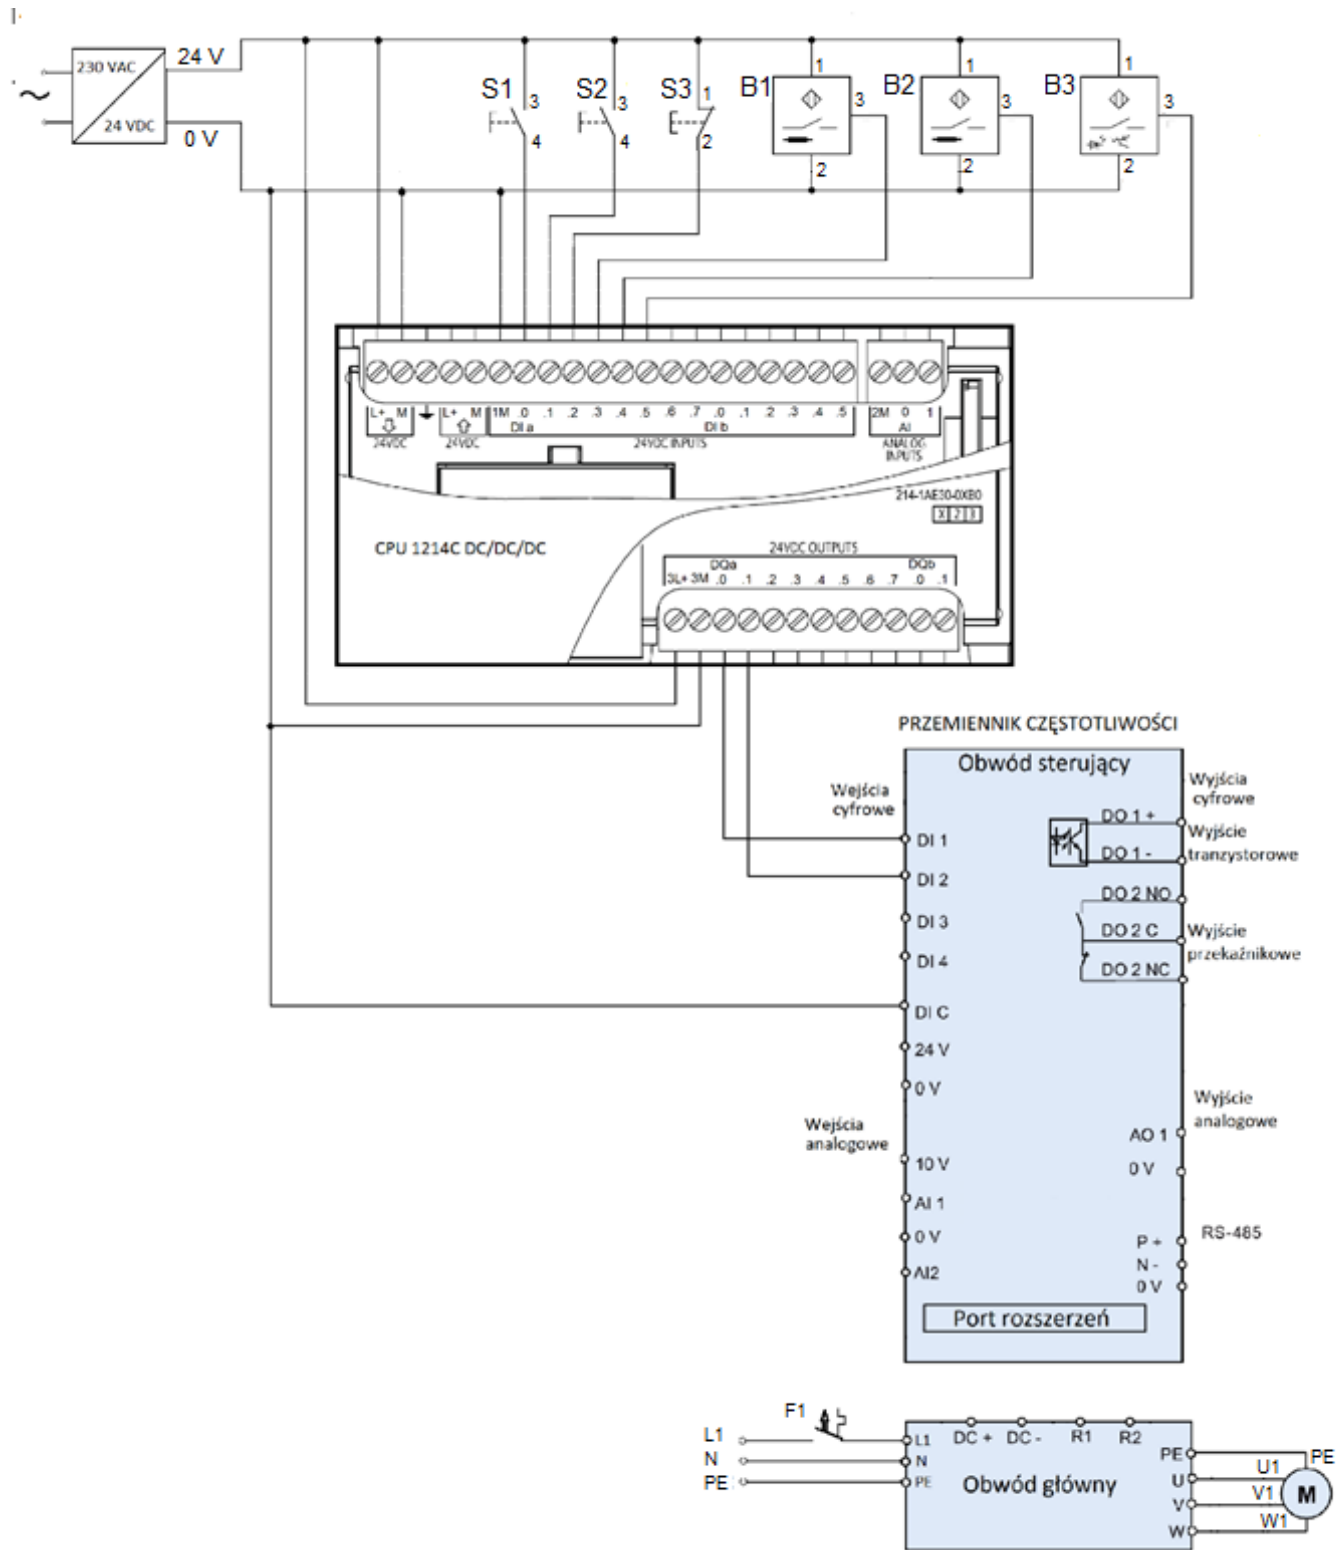 230 VAC
24 VDC
24 V
0 V
S1
3
4
S2
3
4
S3
1
2
B1
1
3
2
B2
1
3
2
B3
1
3
2
L+ M L+ M 1M .0 .1 .2 .3 .4 .5 .6 .7 .0 .1 .2 .3 .4 .5 2M 0 1
DI a DI b AI
24VDC 24VDC 24VDC INPUTS ANALOG
INPUTS
214-1AE30-0XB0
X 2 3
CPU 1214C DC/DC/DC
24VDC OUTPUTS
DQa DQb
3L+ 3M .0 .1 .2 .3 .4 .5 .6 .7 .0 .1
PRZEMIENNIK CZĘSTOTLIWOŚCI
Obwód sterujący
Wejścia
cyfrowe
DI 1
DI 2
DI 3
DI 4
DI C
24 V
0 V
Wejścia
analogowe
10 V
AI 1
0 V
AI2
Wyjścia
cyfrowe
DO 1 +
Wyjście
tranzystorowe
DO 1 -
DO 2 NO
DO 2 C
Wyjście
przekaźnikowe
DO 2 NC
Wyjście
analogowe
AO 1
0 V
RS-485
P +
N -
0 V
Port rozszerzeń
F1
L1
N
PE
L1
N
PE
DC + DC - R1 R2
Obwód główny
PE
U
V
W
PE
U1
V1
W1
M